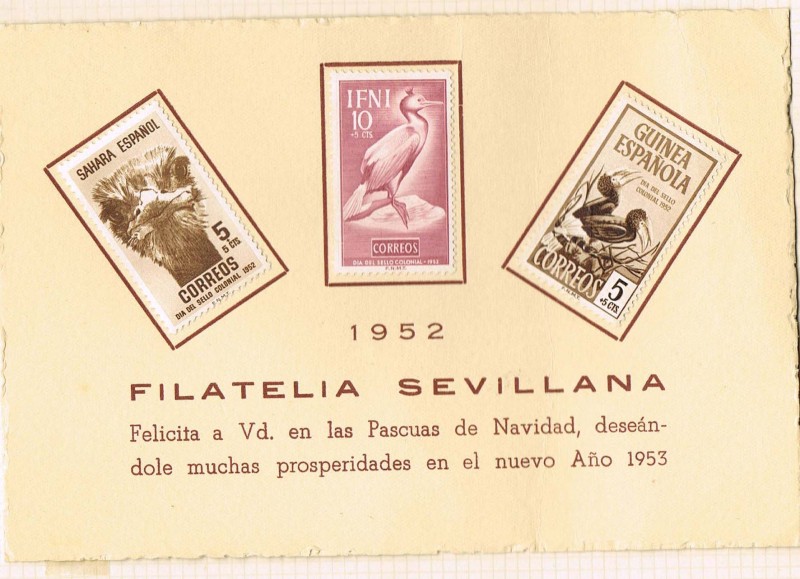 SAHARA ESPAÑOL
5
5 CTS.
CORREOS
DIA DEL SELLO COLONIAL 1952
F.N.M.T.
IFNI
10
+5 CTS.
CORREOS
DIA DEL SELLO COLONIAL - 1952
F.N.M.T.
GUINEA
ESPAÑOLA
DIA DEL SELLO
COLONIAL 1952
CORREOS
5
+5 CTS.
F.N.M.T.
1952
FILATELIA SEVILLANA
Felicita a Vd. en las Pascuas de Navidad, deseán-
dole muchas prosperidades en el nuevo Año 1953